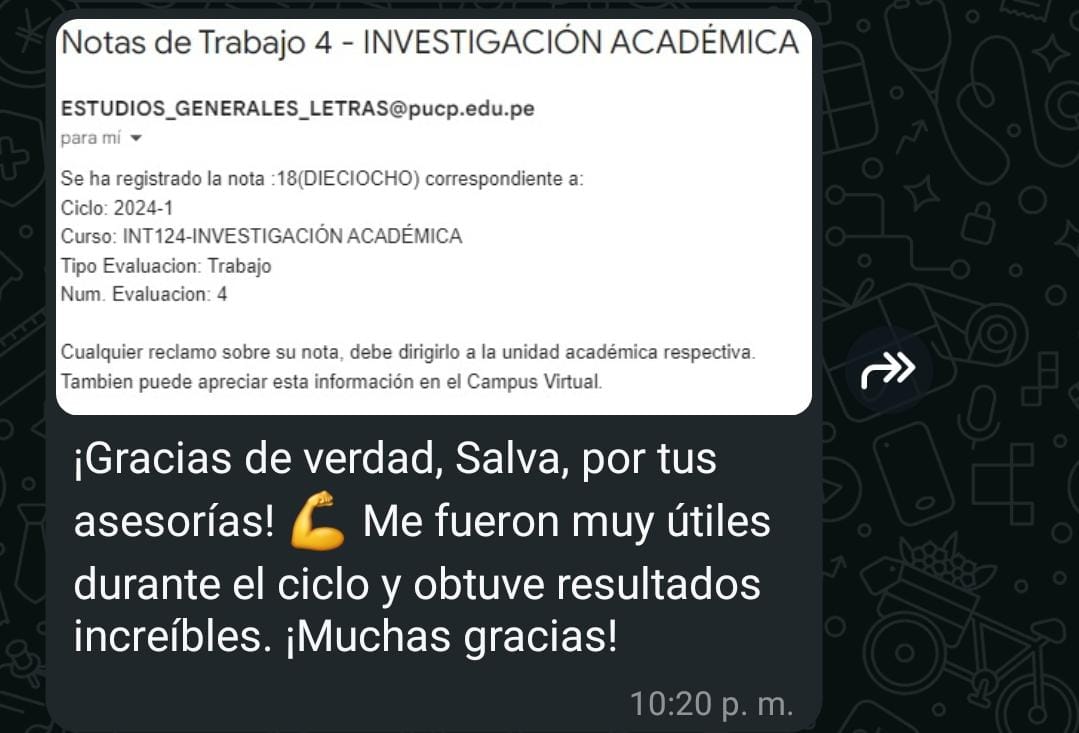 Notas de Trabajo 4 - INVESTIGACIÓN ACADÉMICA
ESTUDIOS_GENERALES_LETRAS@pucp.edu.pe
para mí
Se ha registrado la nota :18(DIECIOCHO) correspondiente a:
Ciclo: 2024-1
Curso: INT124-INVESTIGACIÓN ACADÉMICA
Tipo Evaluacion: Trabajo
Num. Evaluacion: 4
Cualquier reclamo sobre su nota, debe dirigirlo a la unidad académica respectiva.
Tambien puede apreciar esta información en el Campus Virtual.
¡Gracias de verdad, Salva, por tus
asesorías! 💪 Me fueron muy útiles
durante el ciclo y obtuve resultados
increíbles. ¡Muchas gracias!
10:20 p. m.